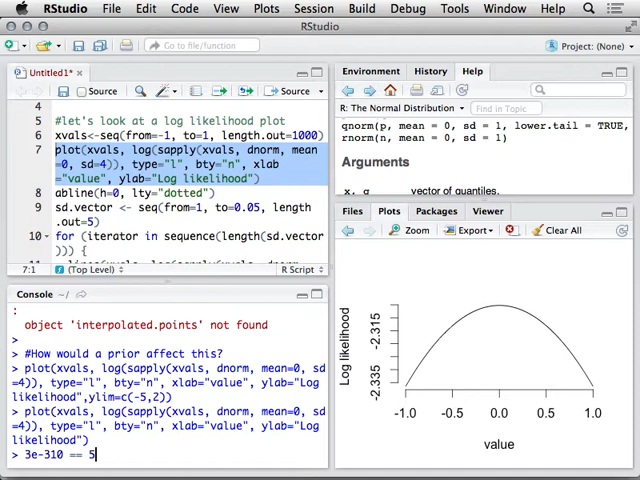 RStudio File Edit Code View Plots Session Build Debug Tools Window Help
RStudio
Go to file/function
Project: (None)
Untitled1*
Source
Source
4
5 #let's look at a Log likelihood plot
6 xvals<-seq(from=-1, to=1, length.out=1000)
7 plot(xvals, log(sapply(xvals, dnorm, mean
=0, sd=4)), type="l", bty="n", xlab
="value", ylab="Log likelihood")
8 abline(h=0, lty="dotted")
9 sd.vector <- seq(from=1, to=0.05, length
.out=5)
10 for (iterator in sequence(length(sd.vector
))) {
7:1 (Top Level) R Script
Console ~/
:
object 'interpolated.points' not found
>
> #How would a prior affect this?
> plot(xvals, log(sapply(xvals, dnorm, mean=0, sd
=4)), type="l", bty="n", xlab="value", ylab="Log
likelihood",ylim=c(-5,2))
> plot(xvals, log(sapply(xvals, dnorm, mean=0, sd
=4)), type="l", bty="n", xlab="value", ylab="Log
likelihood")
> 3e-310 == 5
Environment History Help
R: The Normal Distribution Find in Topic
qnorm(p, mean = 0, sd = 1, lower.tail = TRUE,
rnorm(n, mean = 0, sd = 1)
Arguments
x, q vector of quantiles.
Files Plots Packages Viewer
Zoom Export Clear All
Log likelihood
-2.315
-2.335
-1.0 -0.5 0.0 0.5 1.0
value